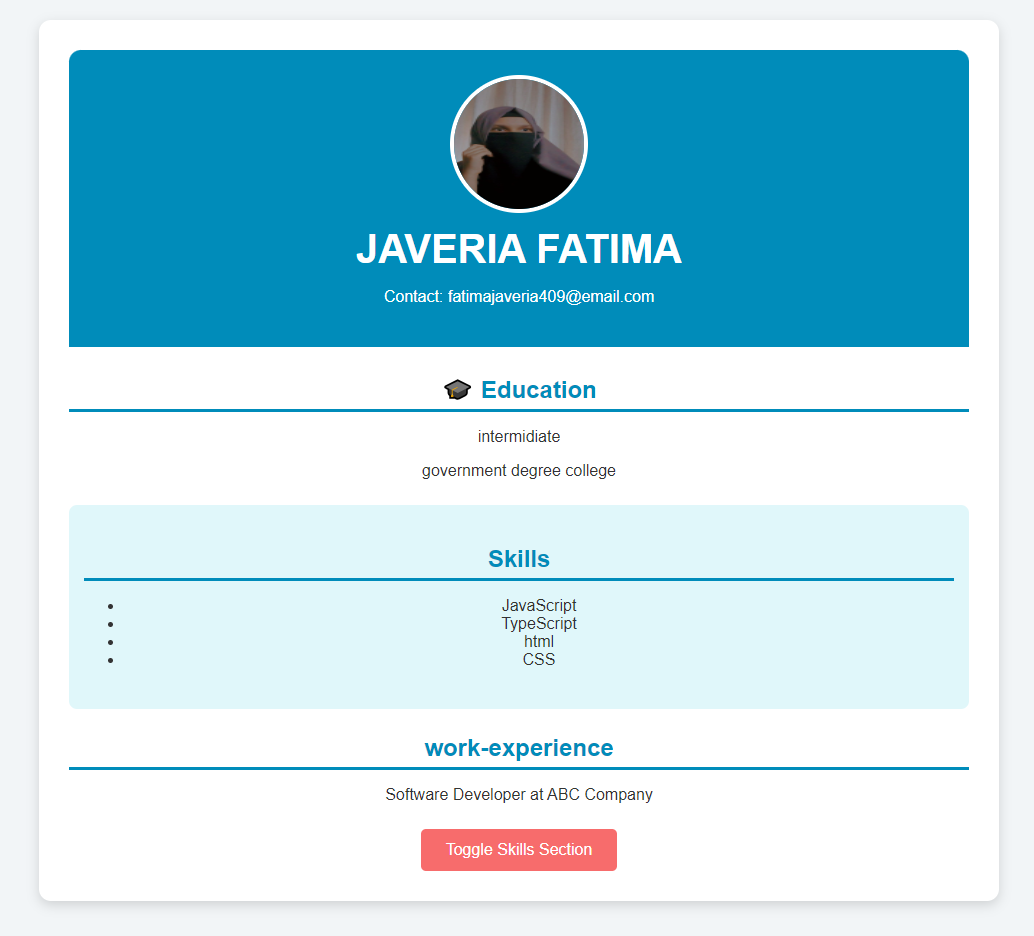 JAVERIA FATIMA
Contact: fatimajaveria409@email.com
🎓 Education
intermidiate
government degree college
Skills
• JavaScript
• TypeScript
• html
• CSS
work-experience
Software Developer at ABC Company
Toggle Skills Section